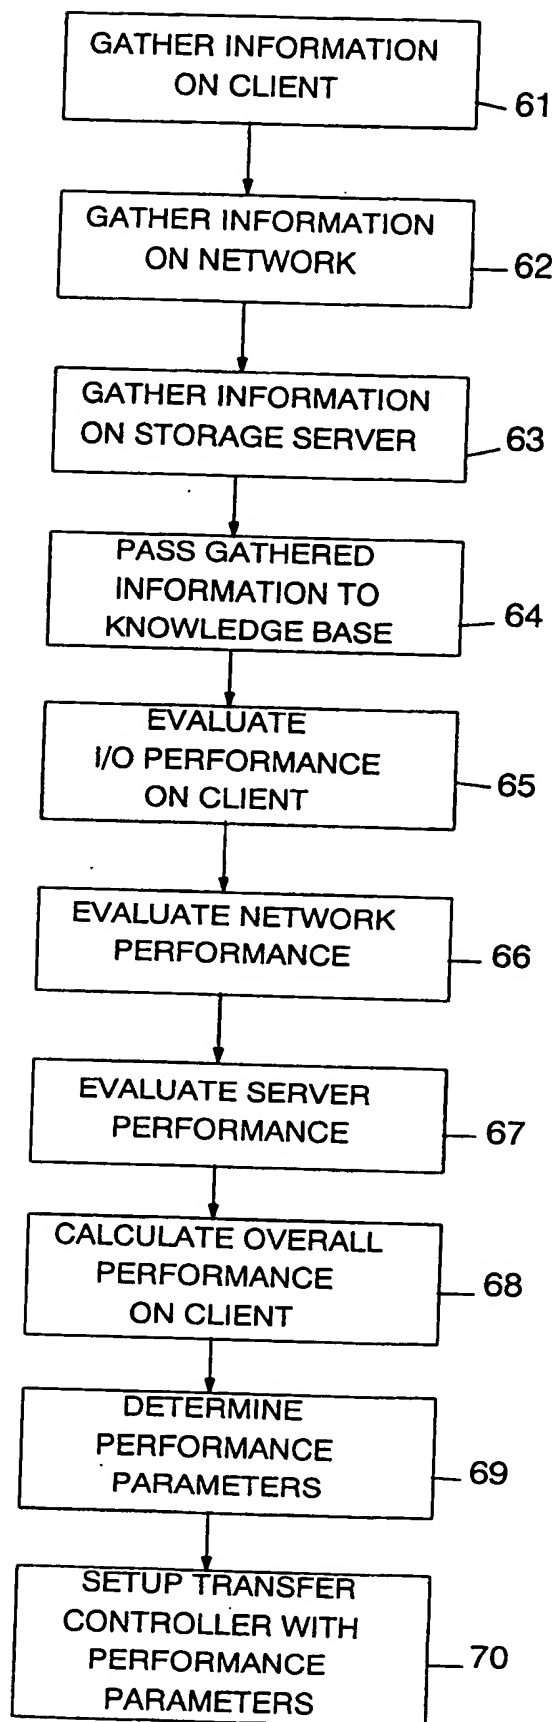 GATHER INFORMATION
ON CLIENT
61
GATHER INFORMATION
ON NETWORK
62
GATHER INFORMATION
ON STORAGE SERVER
63
PASS GATHERED
INFORMATION TO
KNOWLEDGE BASE
64
EVALUATE
I/O PERFORMANCE
ON CLIENT
65
EVALUATE NETWORK
PERFORMANCE
66
EVALUATE SERVER
PERFORMANCE
67
CALCULATE OVERALL
PERFORMANCE
ON CLIENT
68
DETERMINE
PERFORMANCE
PARAMETERS
69
SETUP TRANSFER
CONTROLLER WITH
PERFORMANCE
PARAMETERS
70